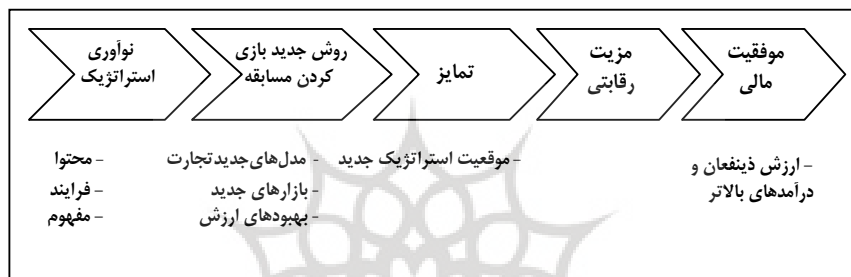 نوآوری
استراتژیک
روش جدید بازی
کردن مسابقه
تمایز
مزیت
رقابتی
موفقیت
مالی
- محتوا
- فرایند
- مفهوم
- مدل‌های‌جدیدتجارت
- بازارهای جدید
- بهبودهای ارزش
- موقعیت استراتژیک جدید
- ارزش ذینفعان و
درآمدهای بالاتر